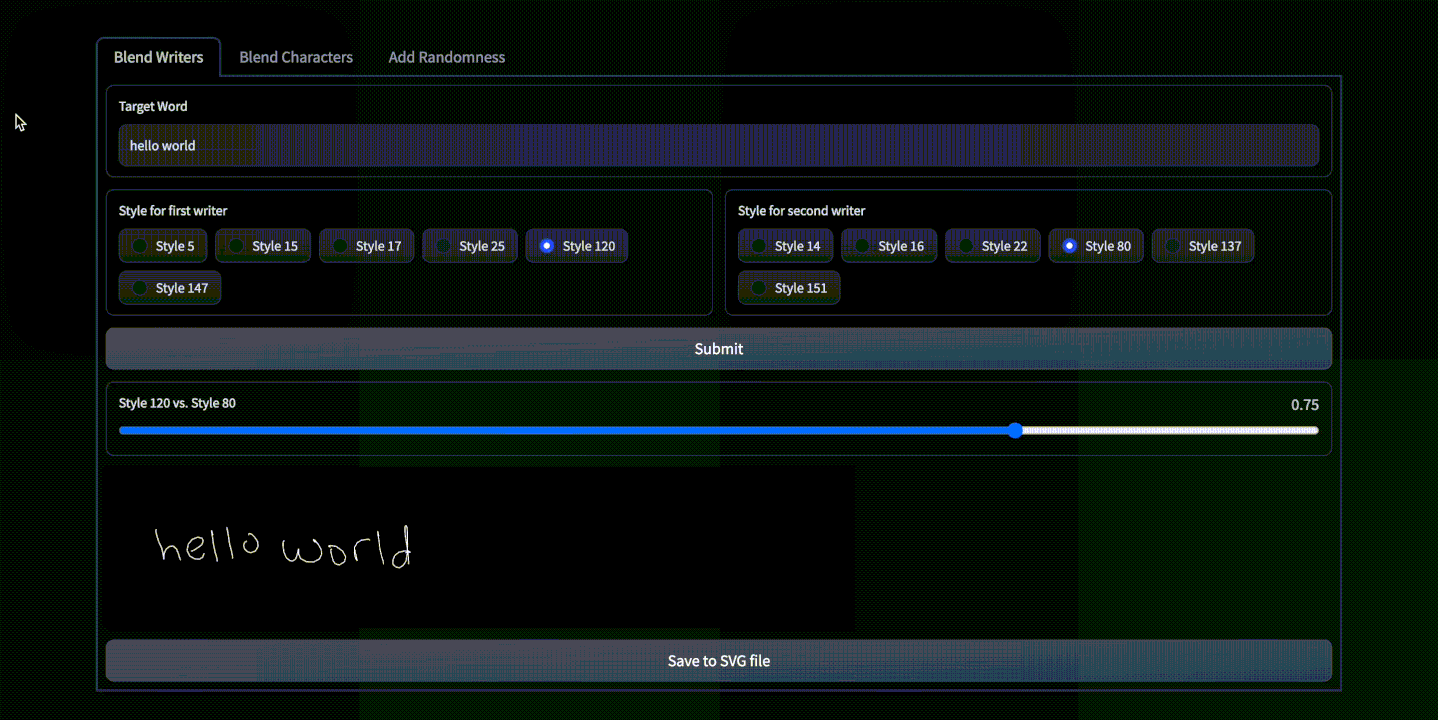 Blend Writers Blend Characters Add Randomness
Target Word
hello world
Style for first writer
Style 5 Style 15 Style 17 Style 25 Style 120
Style 147
Style for second writer
Style 14 Style 16 Style 22 Style 80 Style 137
Style 151
Submit
Style 120 vs. Style 80 0.75
hello world
Save to SVG file